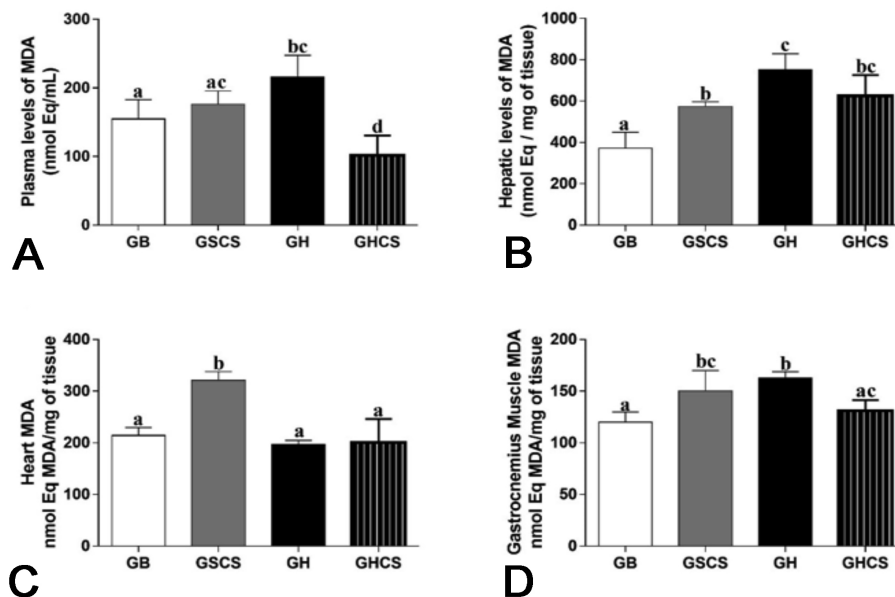 Plasma levels of MDA
(nmol Eq/mL)
300
200
100
0
a
ac
bc
d
GB
GSCS
GH
GHCS
A
Hepatic levels of MDA
(nmol Eq / mg of tissue)
1000
800
600
400
200
0
a
b
c
bc
GB
GSCS
GH
GHCS
B
Heart MDA
nmol Eq MDA/mg of tissue
400
300
200
100
0
a
b
a
a
GB
GSCS
GH
GHCS
C
Gastrocnemius Muscle MDA
nmol Eq MDA/mg of tissue
200
150
100
50
0
a
bc
b
ac
GB
GSCS
GH
GHCS
D